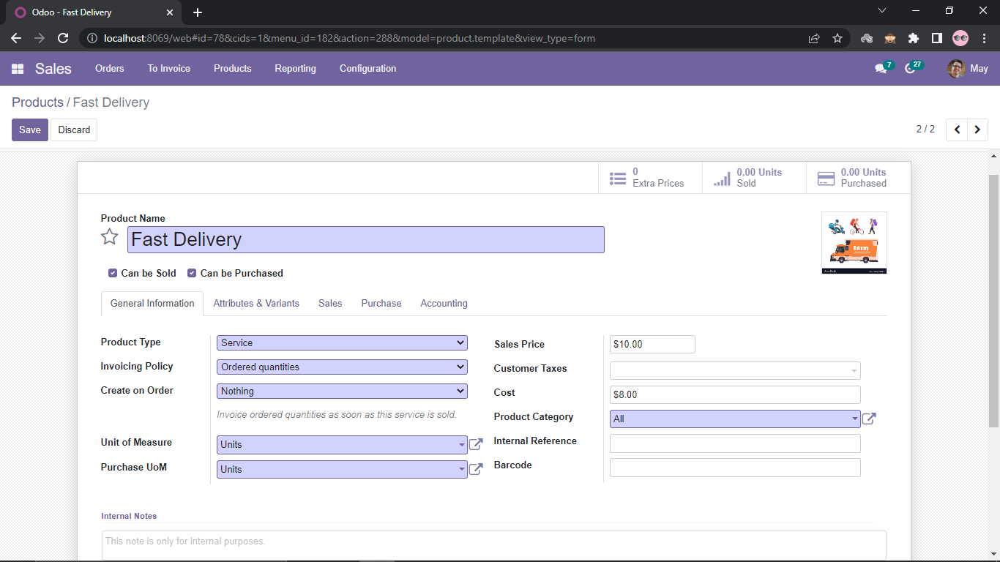 Odoo - Fast Delivery
localhost:8069/web#id=78&cids=1&menu_id=182&action=288&model=product.template&view_type=form
Sales Orders To Invoice Products Reporting Configuration 7 27 May
Products / Fast Delivery
Save Discard 2 / 2
0
Extra Prices
0.00 Units
Sold
0.00 Units
Purchased
Product Name
Fast Delivery
Can be Sold Can be Purchased
General Information Attributes & Variants Sales Purchase Accounting
Product Type Service
Invoicing Policy Ordered quantities
Create on Order Nothing
Invoice ordered quantities as soon as this service is sold.
Unit of Measure Units
Purchase UoM Units
Sales Price $10.00
Customer Taxes
Cost $8.00
Product Category All
Internal Reference
Barcode
Internal Notes
This note is only for internal purposes.